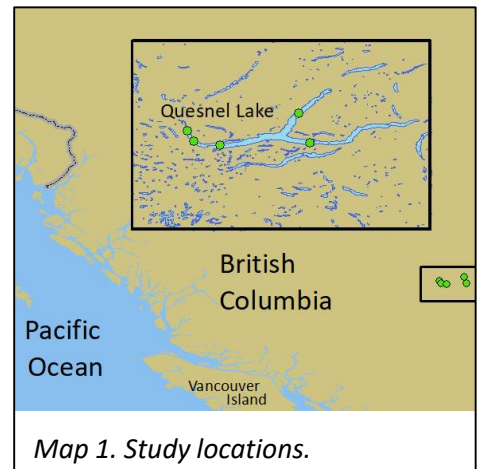 Quesnel Lake
British
Columbia
Pacific
Ocean
Vancouver
Island
Map 1. Study locations.